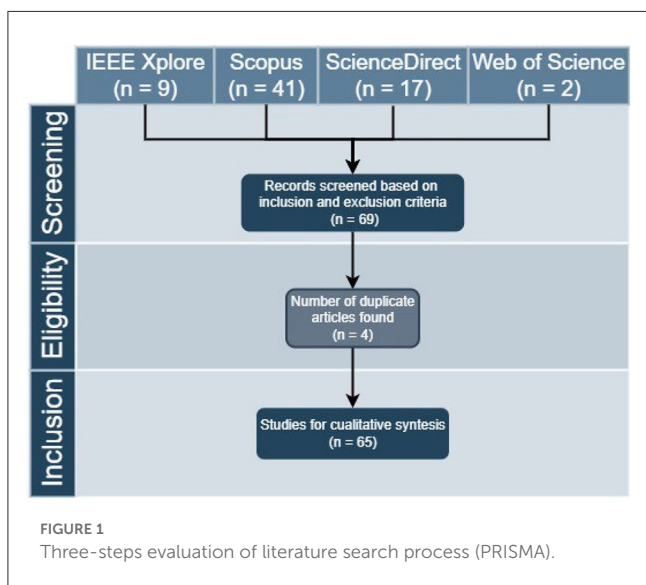 IEEE Xplore Scopus ScienceDirect Web of Science
(n = 9) (n = 41) (n = 17) (n = 2)
Screening
Records screened based on
inclusion and exclusion criteria
(n = 69)
Eligibility
Number of duplicate
articles found
(n = 4)
Inclusion
Studies for cualitative syntesis
(n = 65)
FIGURE 1
Three-steps evaluation of literature search process (PRISMA).